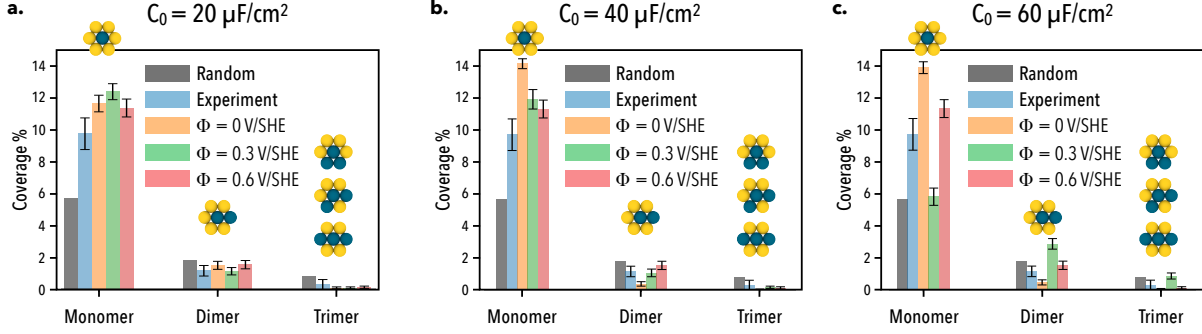 a.
C₀ = 20 μF/cm²
Coverage %
14
12
10
8
6
4
2
0
Random
Experiment
Φ = 0 V/SHE
Φ = 0.3 V/SHE
Φ = 0.6 V/SHE
Monomer Dimer Trimer
b.
C₀ = 40 μF/cm²
Coverage %
14
12
10
8
6
4
2
0
Random
Experiment
Φ = 0 V/SHE
Φ = 0.3 V/SHE
Φ = 0.6 V/SHE
Monomer Dimer Trimer
c.
C₀ = 60 μF/cm²
Coverage %
14
12
10
8
6
4
2
0
Random
Experiment
Φ = 0 V/SHE
Φ = 0.3 V/SHE
Φ = 0.6 V/SHE
Monomer Dimer Trimer